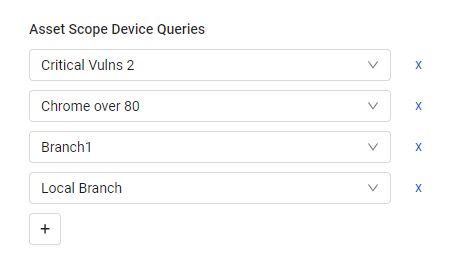 Asset Scope Device Queries
Critical Vulns 2
x
Chrome over 80
x
Branch1
x
Local Branch
x
+